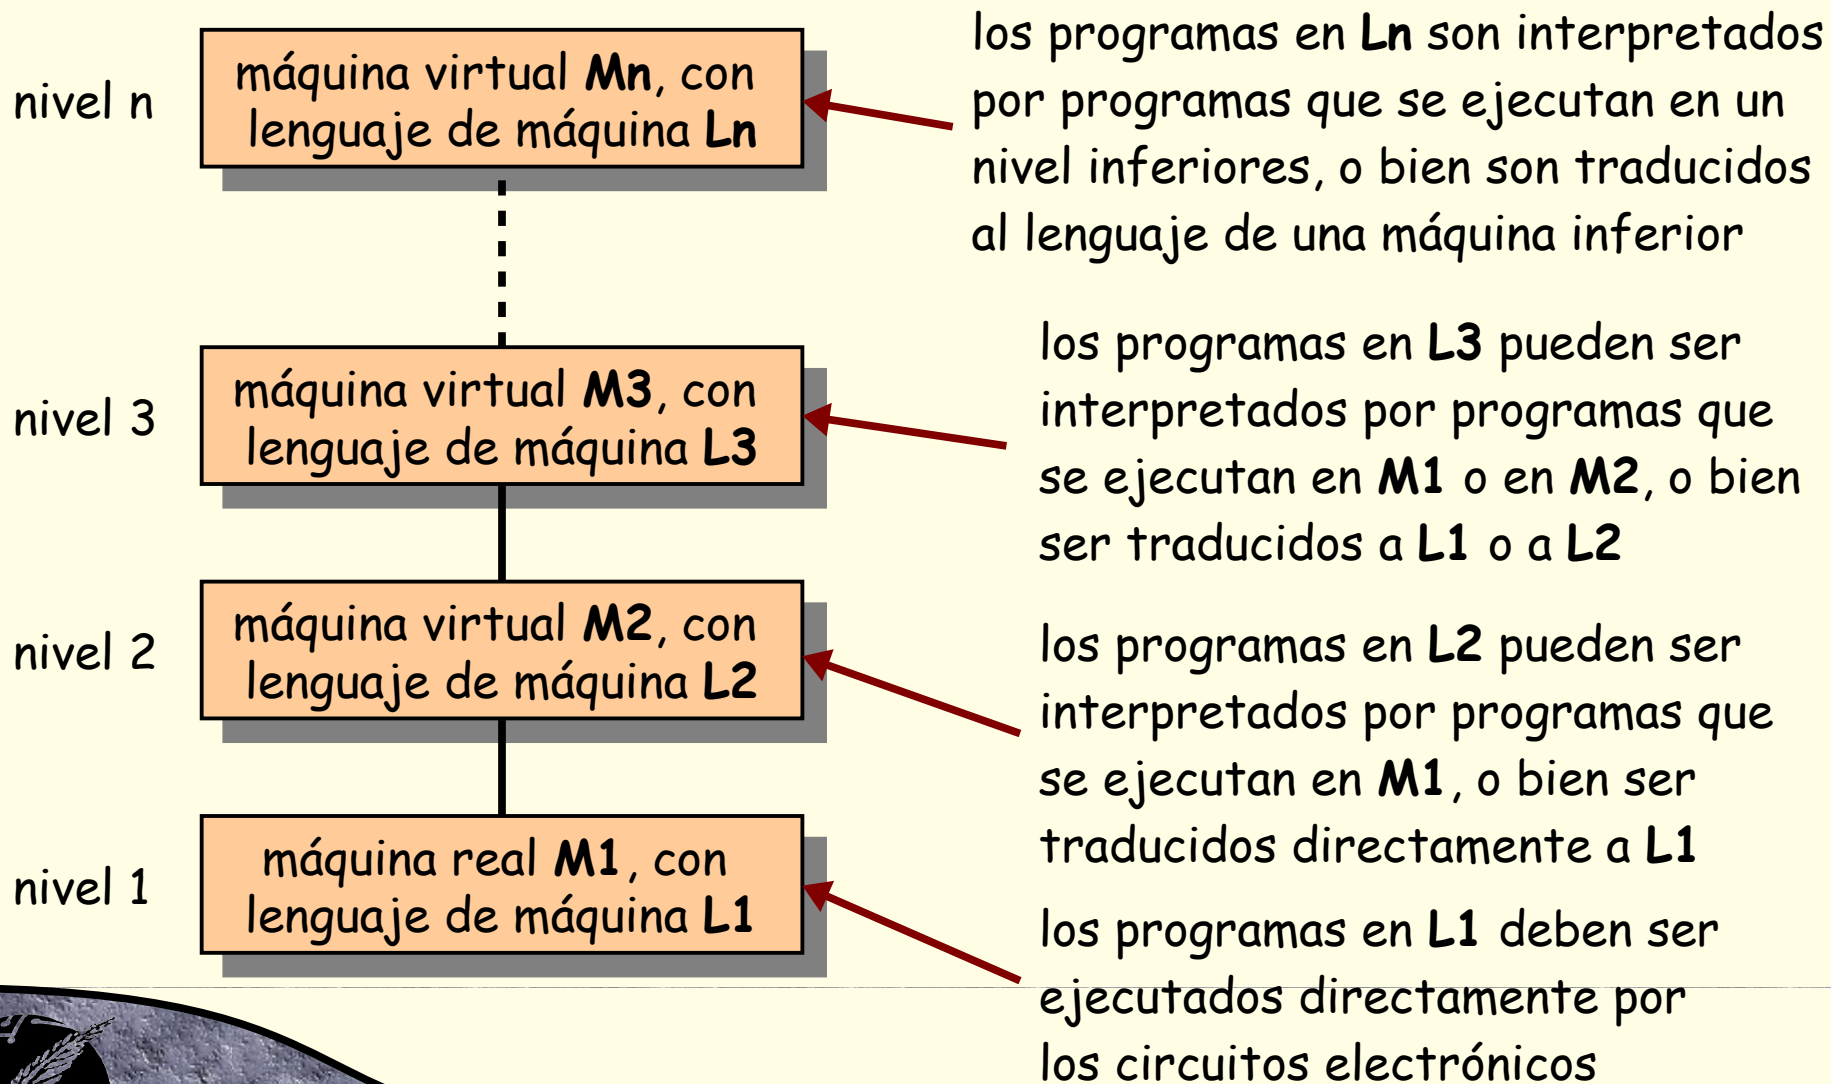 nivel n
máquina virtual Mn, con
lenguaje de máquina Ln
los programas en Ln son interpretados
por programas que se ejecutan en un
nivel inferiores, o bien son traducidos
al lenguaje de una máquina inferior
nivel 3
máquina virtual M3, con
lenguaje de máquina L3
los programas en L3 pueden ser
interpretados por programas que
se ejecutan en M1 o en M2, o bien
ser traducidos a L1 o a L2
nivel 2
máquina virtual M2, con
lenguaje de máquina L2
los programas en L2 pueden ser
interpretados por programas que
se ejecutan en M1, o bien ser
traducidos directamente a L1
nivel 1
máquina real M1, con
lenguaje de máquina L1
los programas en L1 deben ser
ejecutados directamente por
los circuitos electrónicos